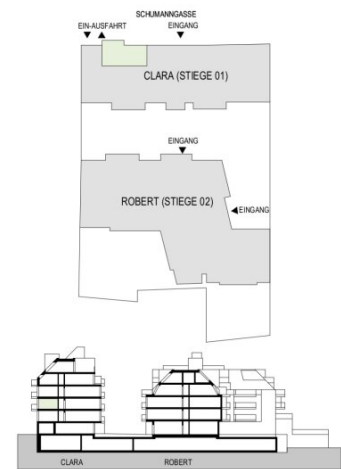 SCHUMANNGASSE
EIN-AUSFAHRT EINGANG
CLARA (STIEGE 01)
EINGANG
ROBERT (STIEGE 02)
EINGANG
CLARA ROBERT